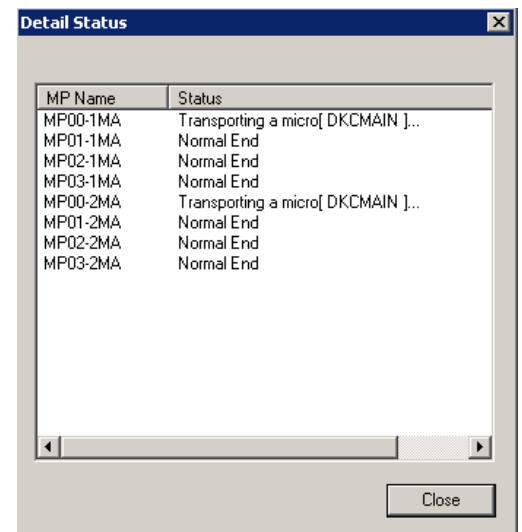 Detail Status
MP Name Status
MP00-1MA Transporting a micro[ DKCMAIN ]...
MP01-1MA Normal End
MP02-1MA Normal End
MP03-1MA Normal End
MP00-2MA Transporting a micro[ DKCMAIN ]...
MP01-2MA Normal End
MP02-2MA Normal End
MP03-2MA Normal End
Close